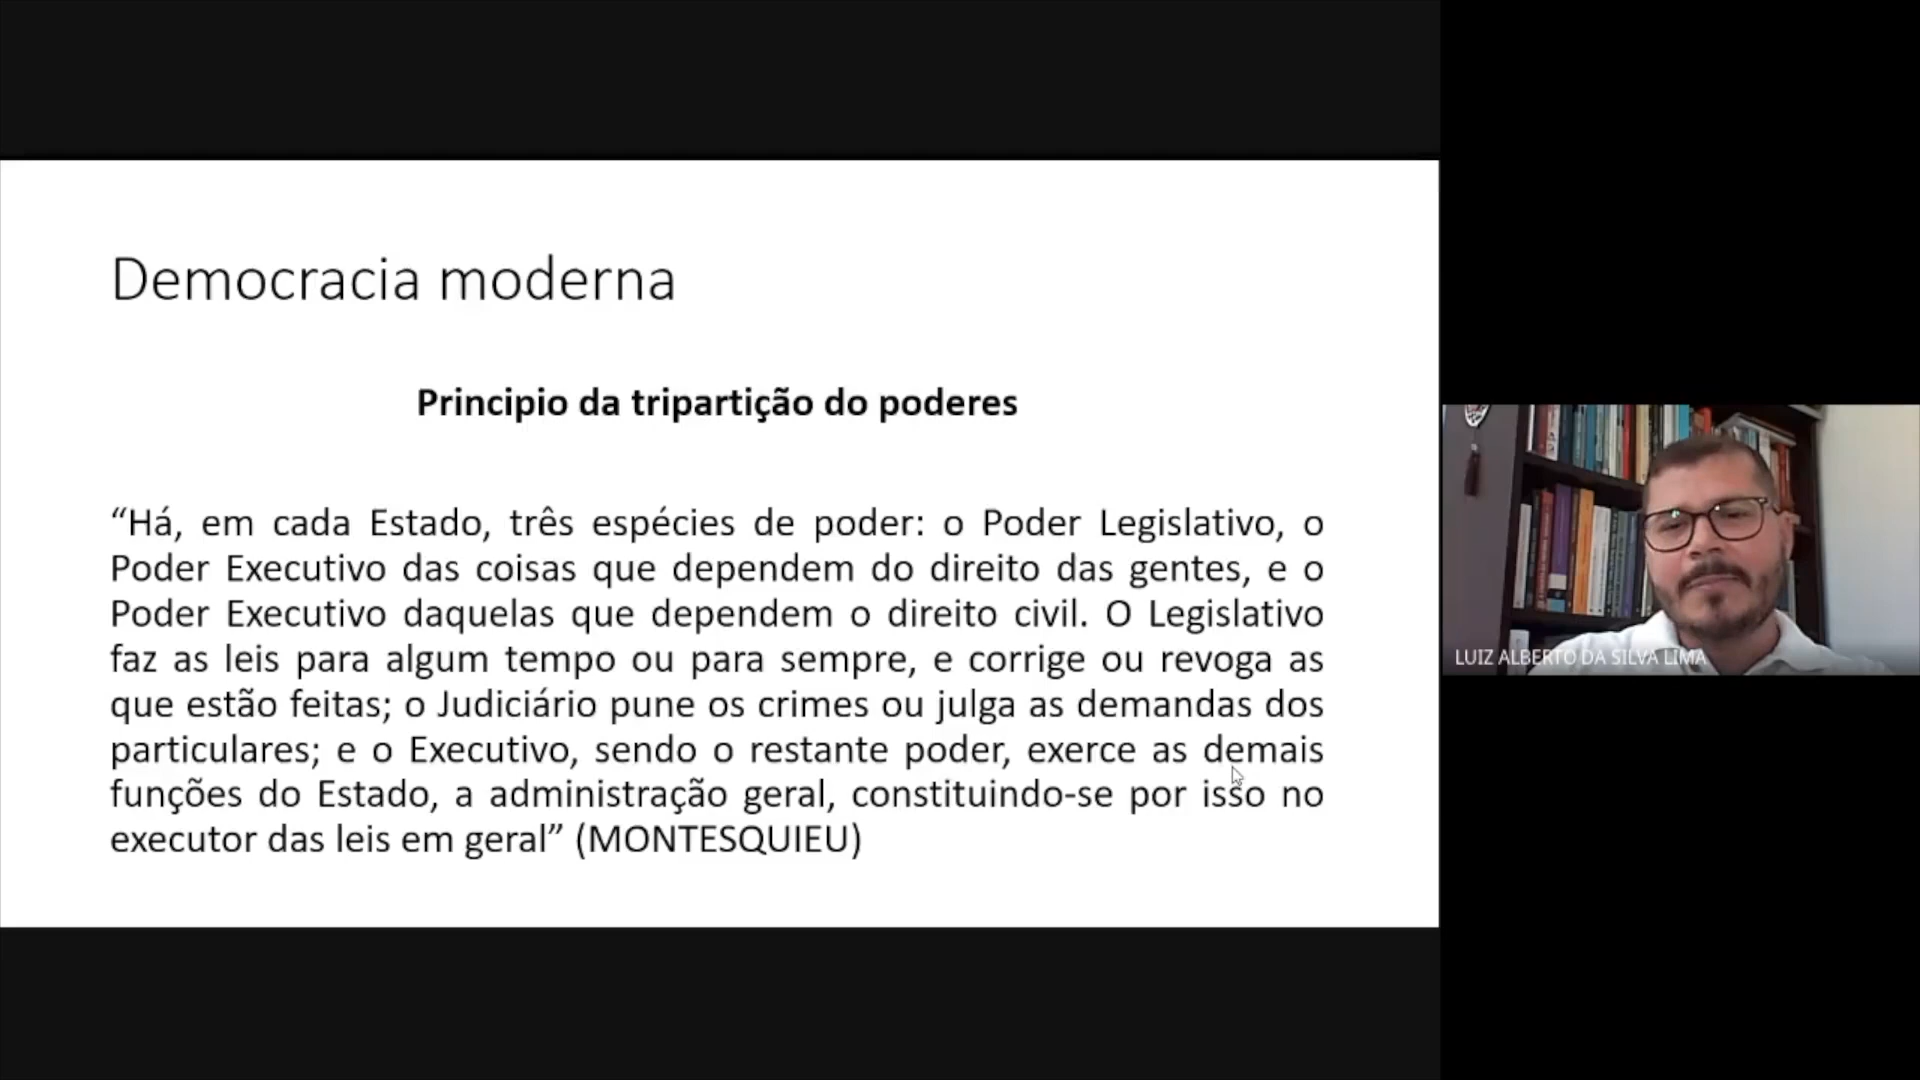 Democracia moderna
Principio da tripartição do poderes
“Há, em cada Estado, três espécies de poder: o Poder Legislativo, o
Poder Executivo das coisas que dependem do direito das gentes, e o
Poder Executivo daquelas que dependem o direito civil. O Legislativo
faz as leis para algum tempo ou para sempre, e corrige ou revoga as
que estão feitas; o Judiciário pune os crimes ou julga as demandas dos
particulares; e o Executivo, sendo o restante poder, exerce as demais
funções do Estado, a administração geral, constituindo-se por isso no
executor das leis em geral” (MONTESQUIEU)
LUIZ ALBERTO DA SILVA LIMA